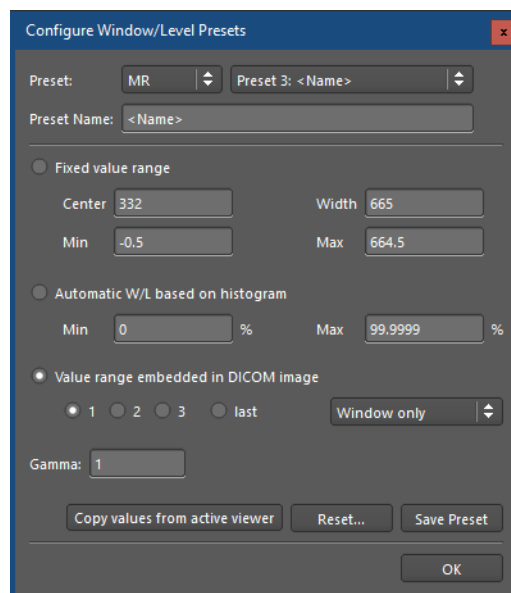 Configure Window/Level Presets
x
Preset: MR Preset 3: <Name>
Preset Name: <Name>
Fixed value range
Center 332 Width 665
Min -0.5 Max 664.5
Automatic W/L based on histogram
Min 0 % Max 99.9999 %
Value range embedded in DICOM image
1 2 3 last Window only
Gamma: 1
Copy values from active viewer Reset... Save Preset
OK